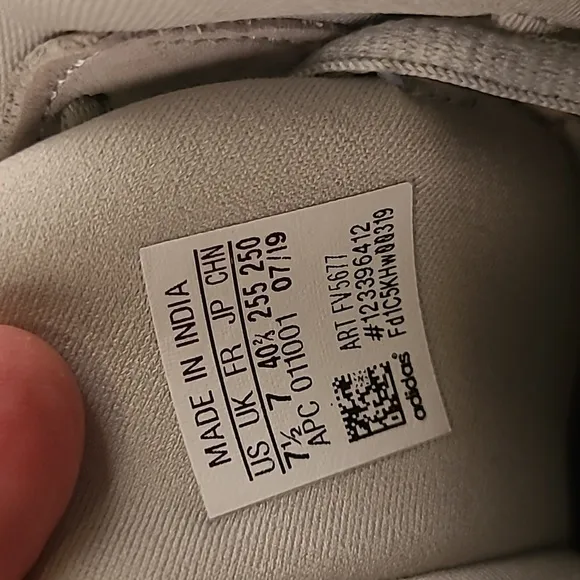 MADE IN INDIA
US UK FR JP CHN
7½ 7 40⅔ 255 250
APC 011001 07/19
ART FV5677
#123396412
Fd1C5KHW00319
adidas®